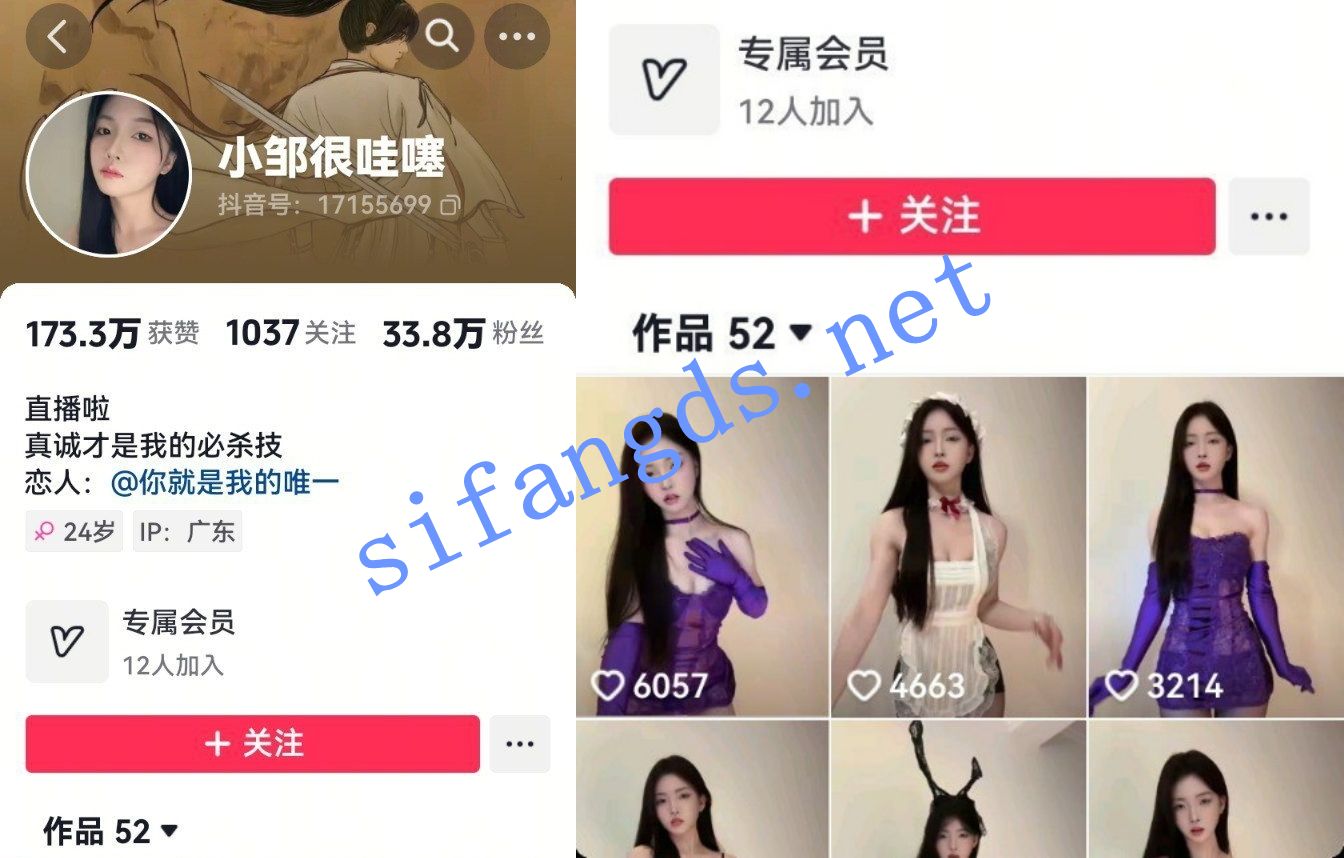 小邹很哇噻
抖音号：17155699
173.3万 获赞 1037 关注 33.8万 粉丝
直播啦
真诚才是我的必杀技
恋人：@你就是我的唯一
24岁 IP：广东
专属会员
12人加入
+ 关注
作品 52
专属会员
12人加入
+ 关注
作品 52
6057 4663 3214
sifangds.net